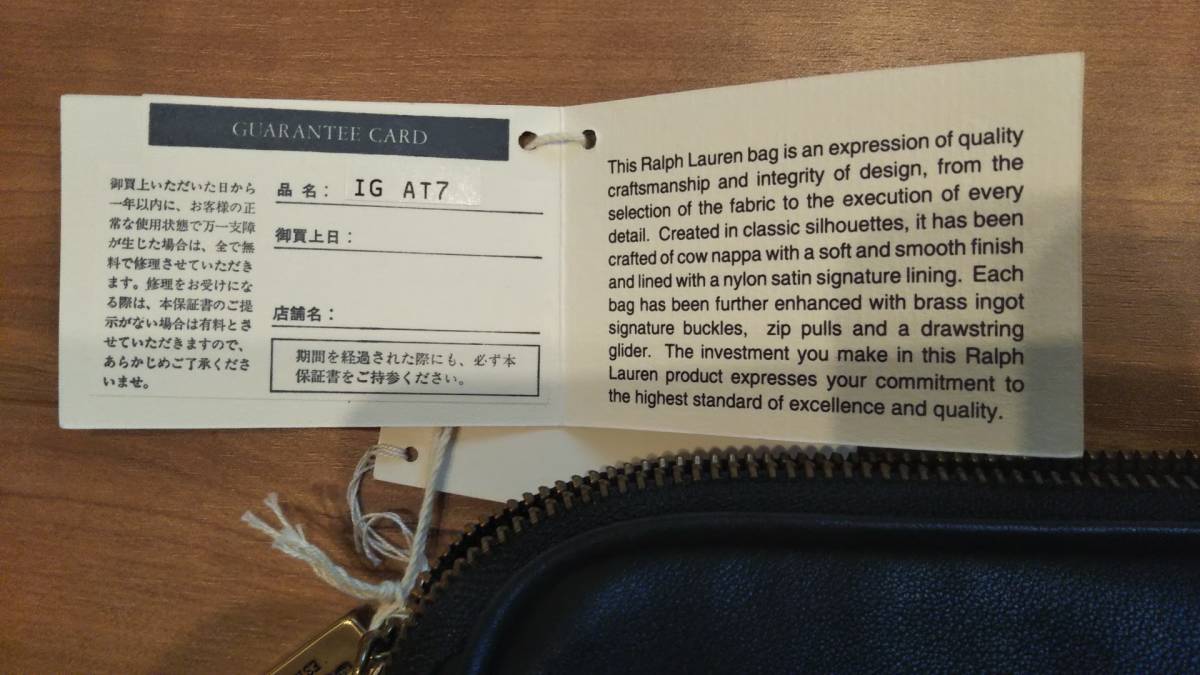 GUARANTEE CARD
御買上いただいた日から
一年以内に、お客様の正
常な使用状態で万一支障
が生じた場合は、全て無
料で修理させていただき
ます。修理をお受けにな
る際は、本保証書のご提
示がない場合は有料とさ
せていただきますので、
あらかじめご了承くださ
いませ。
品名： IG AT7
御買上日：
店舗名：
期間を経過された際にも、必ず本
保証書をご持参ください。
This Ralph Lauren bag is an expression of quality
craftsmanship and integrity of design, from the
selection of the fabric to the execution of every
detail. Created in classic silhouettes, it has been
crafted of cow nappa with a soft and smooth finish
and lined with a nylon satin signature lining. Each
bag has been further enhanced with brass ingot
signature buckles, zip pulls and a drawstring
glider. The investment you make in this Ralph
Lauren product expresses your commitment to
the highest standard of excellence and quality.